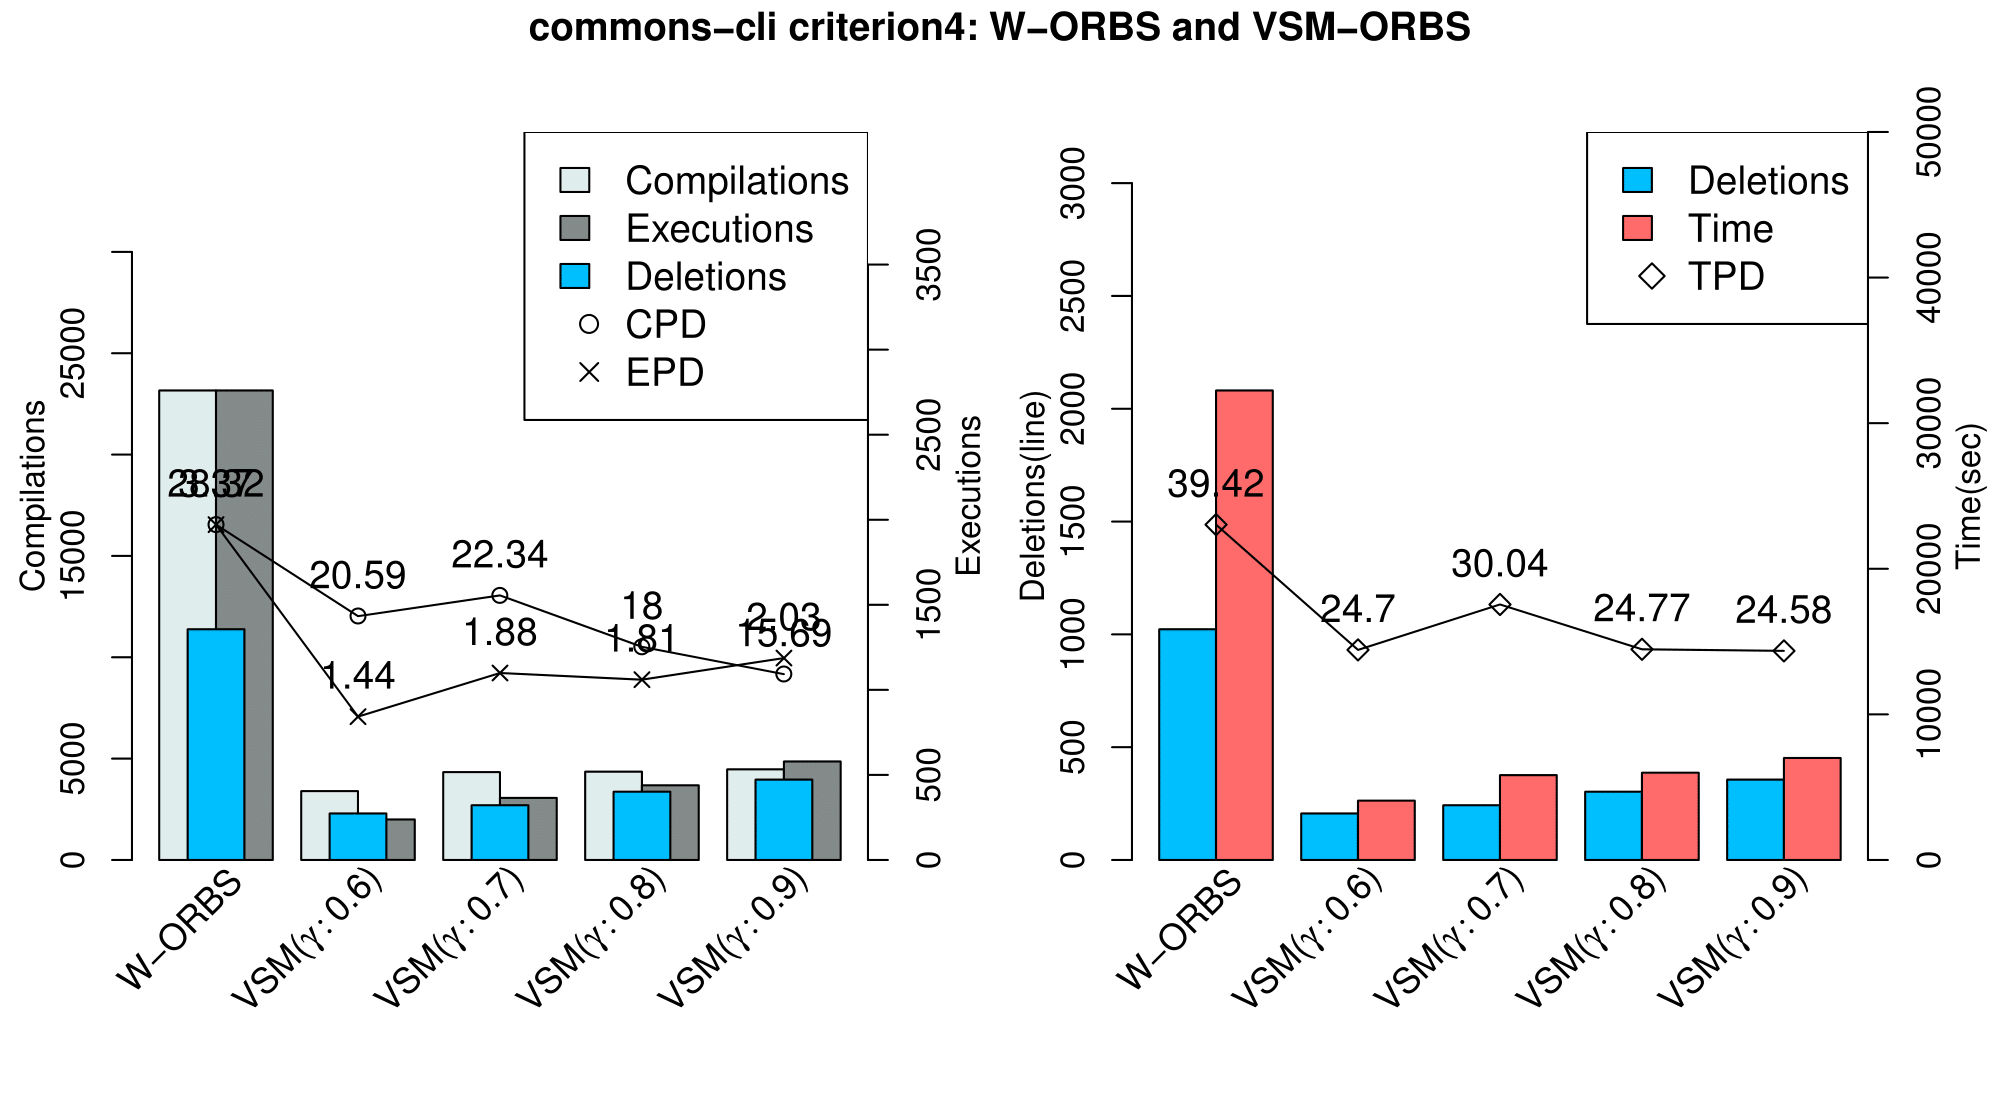 commons−cli criterion4: W−ORBS and VSM−ORBS
Compilations
0
5000
15000
25000
Compilations
Executions
Deletions
CPD
EPD
20.59
22.34
18
15.69
1.44
1.88
1.81
2.03
Executions
0
500
1500
2500
3500
W−ORBS
VSM(γ: 0.6)
VSM(γ: 0.7)
VSM(γ: 0.8)
VSM(γ: 0.9)
Deletions(line)
0
500
1000
1500
2000
2500
3000
Deletions
Time
TPD
39.42
24.7
30.04
24.77
24.58
Time(sec)
0
10000
20000
30000
40000
50000
W−ORBS
VSM(γ: 0.6)
VSM(γ: 0.7)
VSM(γ: 0.8)
VSM(γ: 0.9)